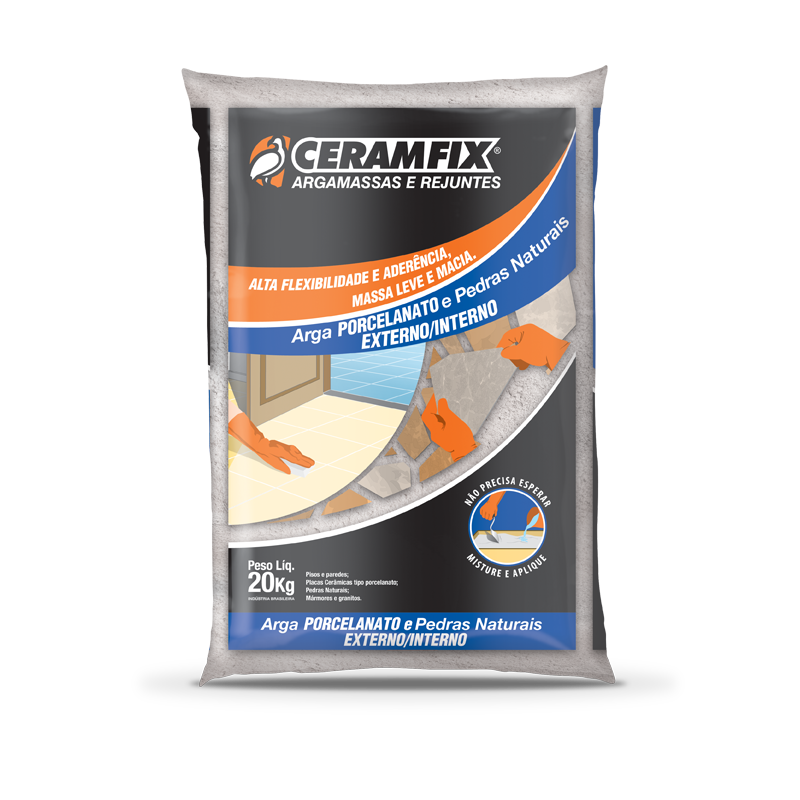 CERAMFIX®
ARGAMASSAS E REJUNTES
ALTA FLEXIBILIDADE E ADERÊNCIA,
MASSA LEVE E MACIA.
Arga PORCELANATO e Pedras Naturais
EXTERNO/INTERNO
NÃO PRECISA ESPERAR
MISTURE E APLIQUE
Peso Líq.
20Kg
INDÚSTRIA BRASILEIRA
Pisos e paredes;
Placas Cerâmicas tipo porcelanato;
Pedras Naturais;
Mármores e granitos.
Arga PORCELANATO e Pedras Naturais
EXTERNO/INTERNO